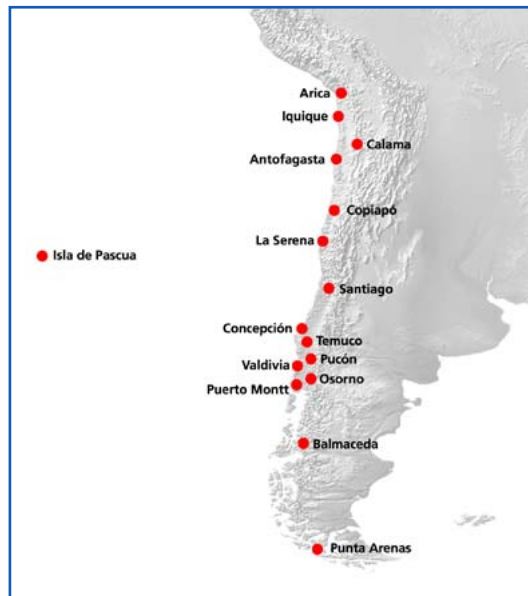 Arica
Iquique
Calama
Antofagasta
Copiapó
La Serena
Isla de Pascua
Santiago
Concepción
Temuco
Pucón
Valdivia
Osorno
Puerto Montt
Balmaceda
Punta Arenas